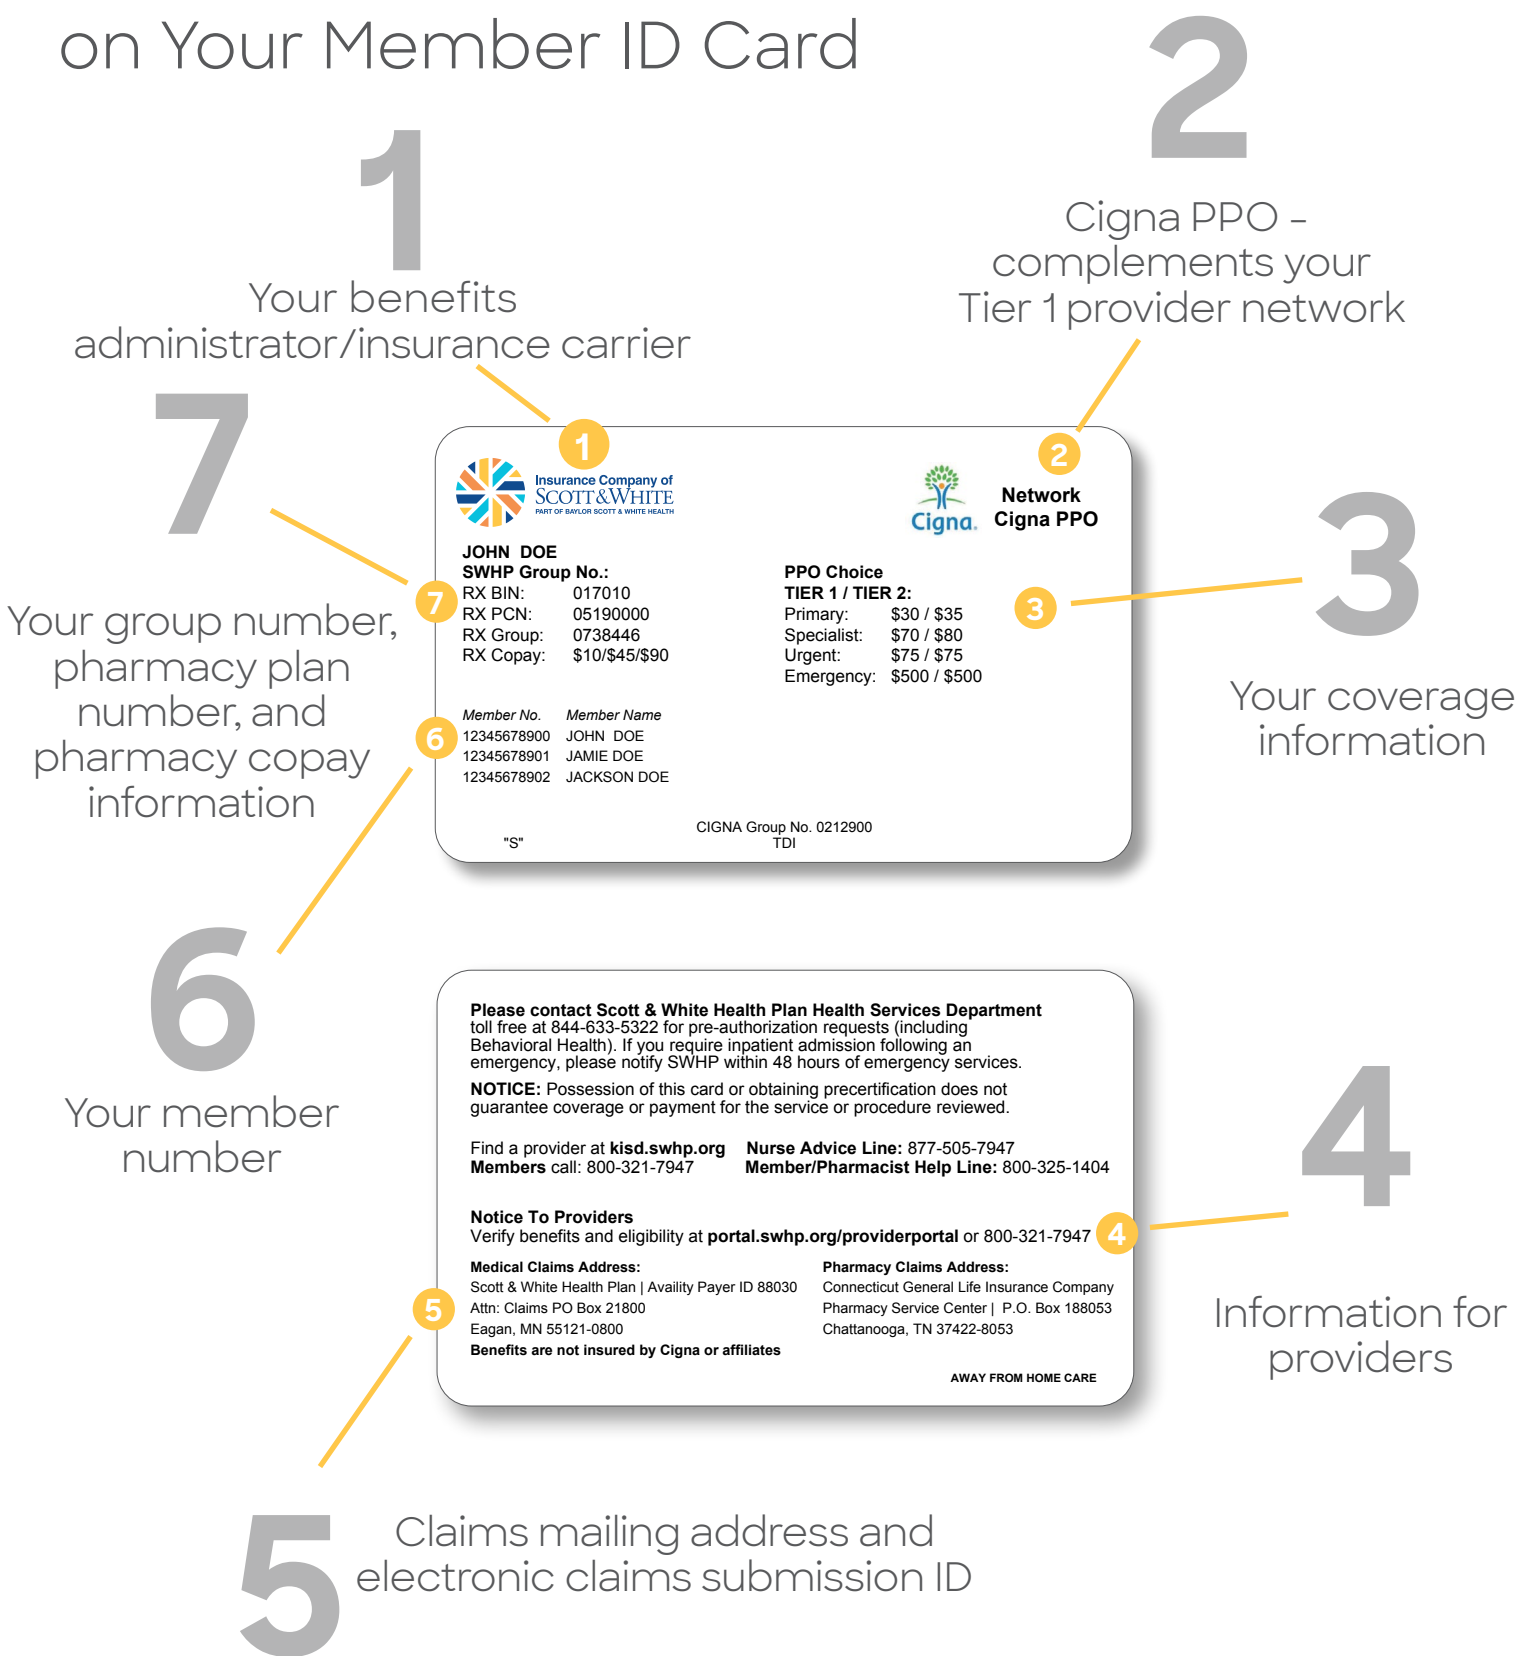 on Your Member ID Card
1
Your benefits
administrator/insurance carrier
2
Cigna PPO –
complements your
Tier 1 provider network
7
Your group number,
pharmacy plan
number, and
pharmacy copay
information
3
Your coverage
information
1
Insurance Company of
SCOTT & WHITE
PART OF BAYLOR SCOTT & WHITE HEALTH
2
Cigna.
Network
Cigna PPO
JOHN DOE
SWHP Group No.:
7
RX BIN: 017010
RX PCN: 05190000
RX Group: 0738446
RX Copay: $10/$45/$90
PPO Choice
TIER 1 / TIER 2:
3
Primary: $30 / $35
Specialist: $70 / $80
Urgent: $75 / $75
Emergency: $500 / $500
Member No. Member Name
6
12345678900 JOHN DOE
12345678901 JAMIE DOE
12345678902 JACKSON DOE
CIGNA Group No. 0212900
"S" TDI
6
Your member
number
Please contact Scott & White Health Plan Health Services Department
toll free at 844-633-5322 for pre-authorization requests (including
Behavioral Health). If you require inpatient admission following an
emergency, please notify SWHP within 48 hours of emergency services.
NOTICE: Possession of this card or obtaining precertification does not
guarantee coverage or payment for the service or procedure reviewed.
Find a provider at kisd.swhp.org Nurse Advice Line: 877-505-7947
Members call: 800-321-7947 Member/Pharmacist Help Line: 800-325-1404
Notice To Providers
Verify benefits and eligibility at portal.swhp.org/providerportal or 800-321-7947
4
Medical Claims Address:
Scott & White Health Plan | Availity Payer ID 88030
5
Attn: Claims PO Box 21800
Eagan, MN 55121-0800
Benefits are not insured by Cigna or affiliates
Pharmacy Claims Address:
Connecticut General Life Insurance Company
Pharmacy Service Center | P.O. Box 188053
Chattanooga, TN 37422-8053
AWAY FROM HOME CARE
4
Information for
providers
5
Claims mailing address and
electronic claims submission ID